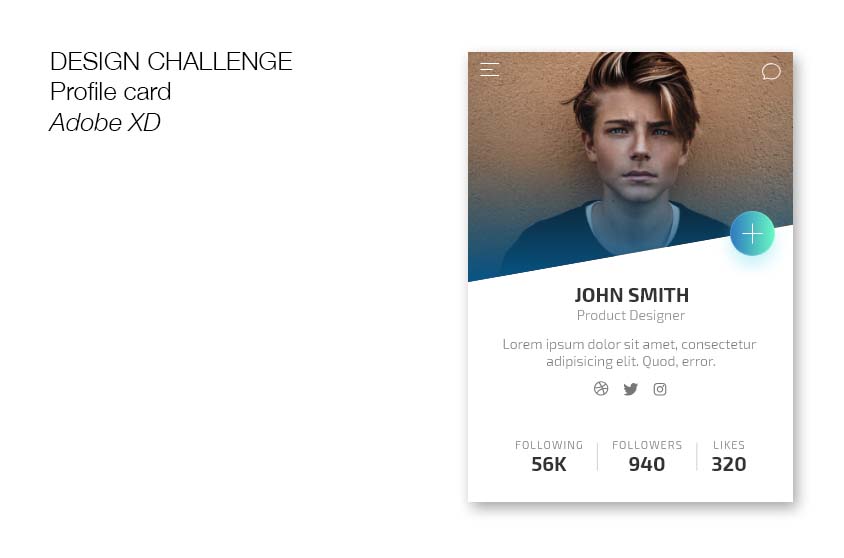 DESIGN CHALLENGE
Profile card
Adobe XD
JOHN SMITH
Product Designer
Lorem ipsum dolor sit amet, consectetur
adipisicing elit. Quod, error.
FOLLOWING FOLLOWERS LIKES
56K 940 320